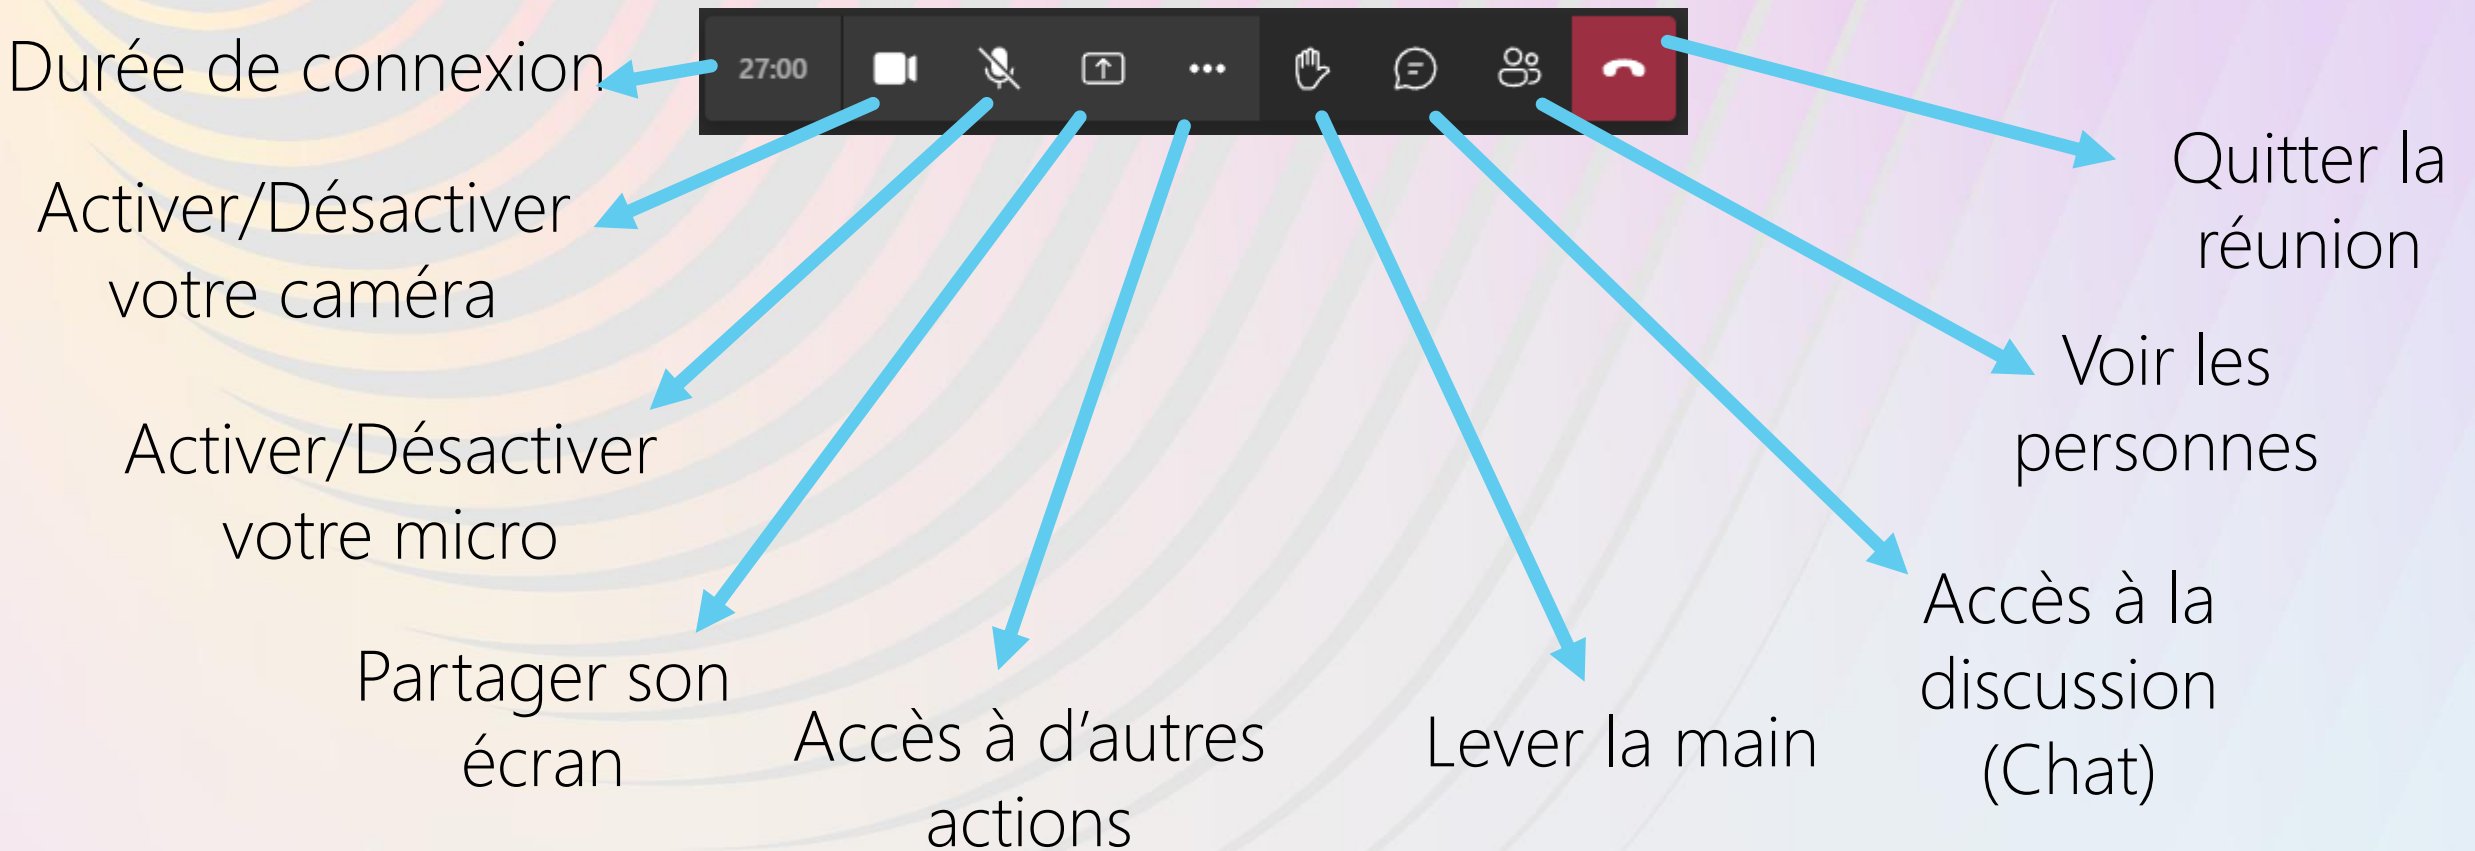 27:00
Durée de connexion
Activer/Désactiver
votre caméra
Activer/Désactiver
votre micro
Partager son
écran
Accès à d’autres
actions
Lever la main
Accès à la
discussion
(Chat)
Voir les
personnes
Quitter la
réunion